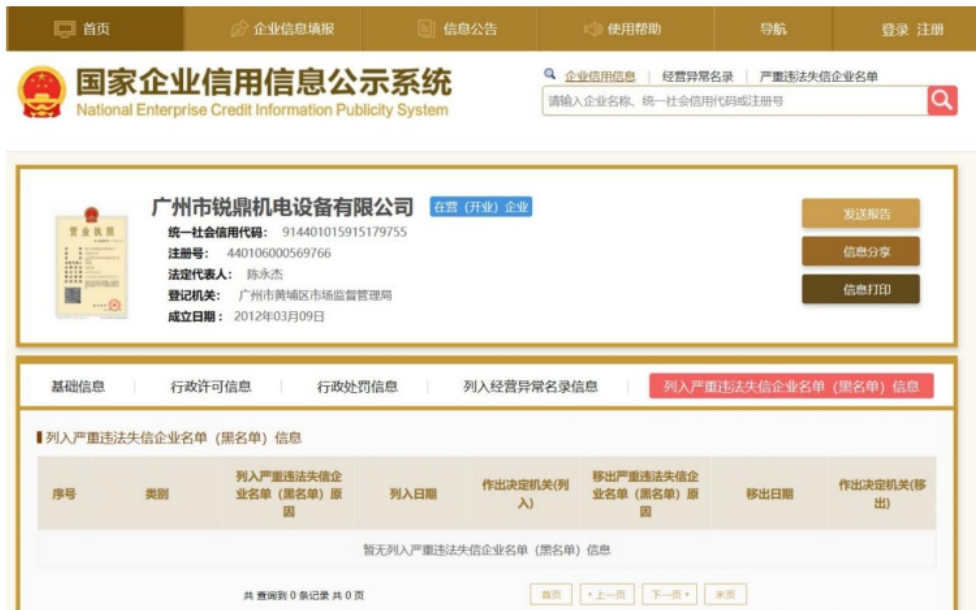 首页 企业信息填报 信息公告 使用帮助 导航 登录 注册
国家企业信用信息公示系统
National Enterprise Credit Information Publicity System
企业信用信息 | 经营异常名录 | 严重违法失信企业名单
请输入企业名称、统一社会信用代码或注册号
营业执照
广州市锐鼎机电设备有限公司 在营（开业）企业
统一社会信用代码： 914401015915179755
注册号： 440106000569766
法定代表人： 陈永杰
登记机关： 广州市黄埔区市场监督管理局
成立日期： 2012年03月09日
发送报告
信息分享
信息打印
基础信息 | 行政许可信息 | 行政处罚信息 | 列入经营异常名录信息 | 列入严重违法失信企业名单（黑名单）信息
列入严重违法失信企业名单（黑名单）信息
序号 类别 列入严重违法失信企业名单（黑名单）原因 列入日期 作出决定机关(列入) 移出严重违法失信企业名单（黑名单）原因 移出日期 作出决定机关(移出)
暂无列入严重违法失信企业名单（黑名单）信息
共 查询到 0 条记录 共 0 页 首页 上一页 下一页 末页